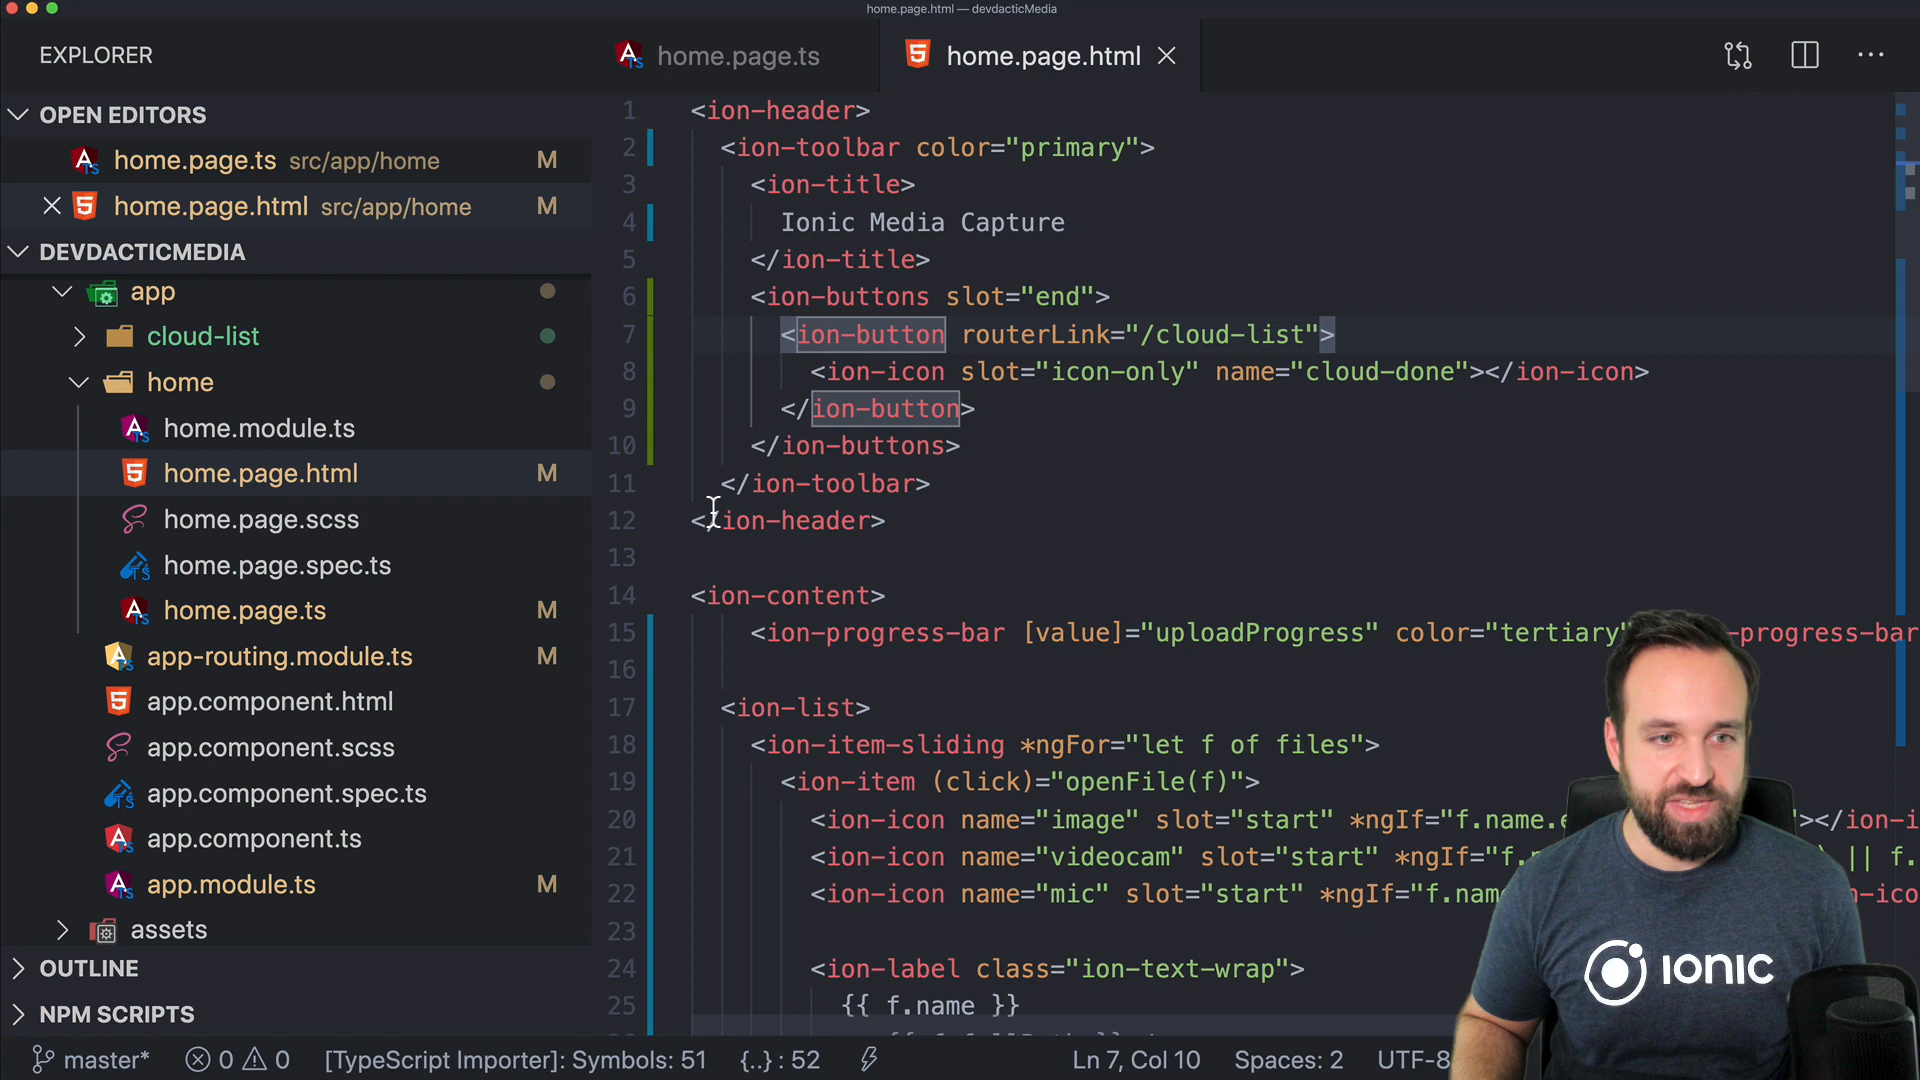 home.page.html — devdacticMedia
EXPLORER
home.page.ts
home.page.html
OPEN EDITORS
home.page.ts src/app/home M
home.page.html src/app/home M
DEVDACTICMEDIA
app
cloud-list
home
home.module.ts
home.page.html M
home.page.scss
home.page.spec.ts
home.page.ts M
app-routing.module.ts M
app.component.html
app.component.scss
app.component.spec.ts
app.component.ts
app.module.ts M
assets
OUTLINE
NPM SCRIPTS
1 <ion-header>
2 <ion-toolbar color="primary">
3 <ion-title>
4 Ionic Media Capture
5 </ion-title>
6 <ion-buttons slot="end">
7 <ion-button routerLink="/cloud-list">
8 <ion-icon slot="icon-only" name="cloud-done"></ion-icon>
9 </ion-button>
10 </ion-buttons>
11 </ion-toolbar>
12 </ion-header>
13
14 <ion-content>
15 <ion-progress-bar [value]="uploadProgress" color="tertiary" -progress-bar
16
17 <ion-list>
18 <ion-item-sliding *ngFor="let f of files">
19 <ion-item (click)="openFile(f)">
20 <ion-icon name="image" slot="start" *ngIf="f.name. "></ion-i
21 <ion-icon name="videocam" slot="start" *ngIf="f. || f.
22 <ion-icon name="mic" slot="start" *ngIf="f.nam n-ico
23
24 <ion-label class="ion-text-wrap">
25 {{ f.name }}
ionic
master* 0 0 [TypeScript Importer]: Symbols: 51 {..} : 52 Ln 7, Col 10 Spaces: 2 UTF-8